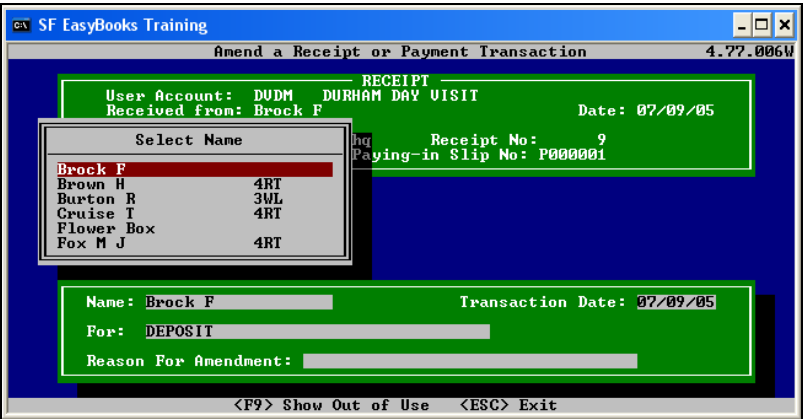 SF EasyBooks Training
Amend a Receipt or Payment Transaction 4.77.006W
RECEIPT
User Account: DVDM DURHAM DAY VISIT
Received from: Brock F Date: 07/09/05
hq Receipt No: 9
Paying-in Slip No: P000001
Select Name
Brock F
Brown H 4RT
Burton R 3WL
Cruise T 4RT
Flower Box
Fox M J 4RT
Name: Brock F Transaction Date: 07/09/05
For: DEPOSIT
Reason For Amendment:
<F9> Show Out of Use <ESC> Exit